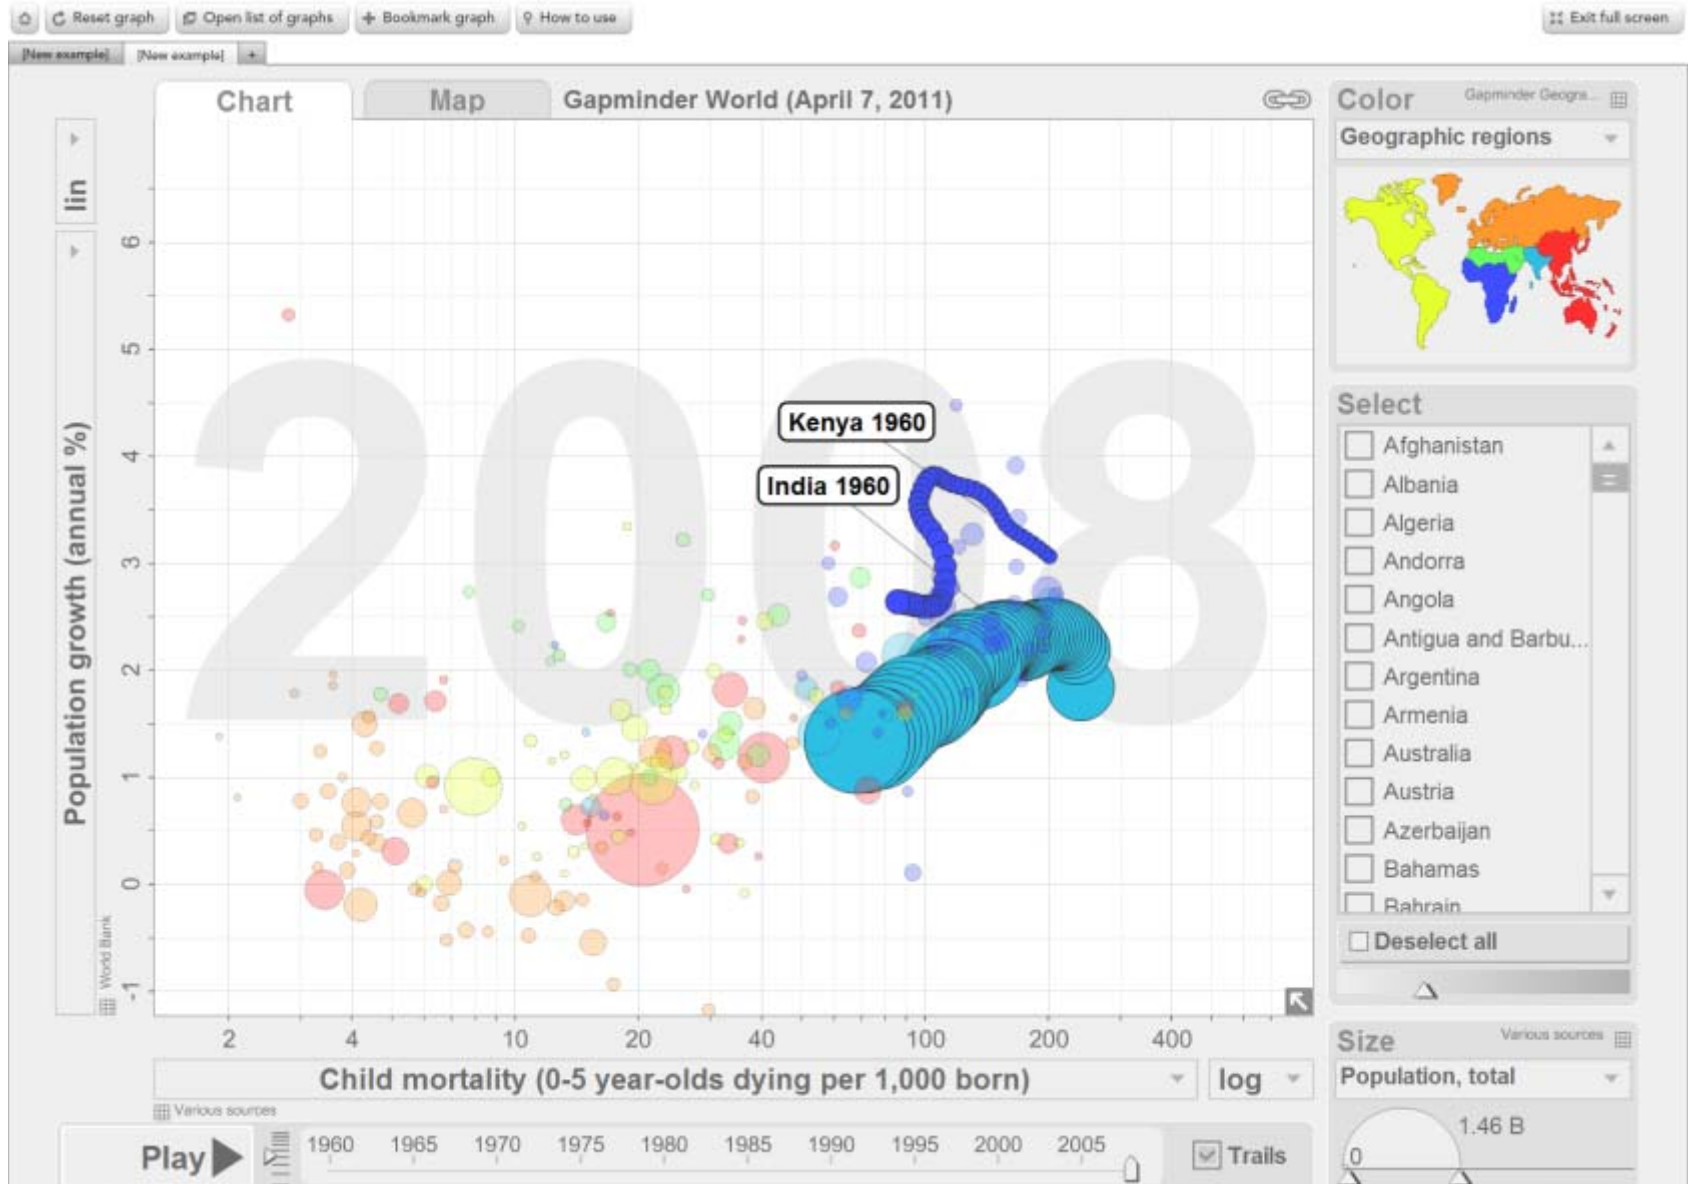 Reset graph
Open list of graphs
Bookmark graph
How to use
Exit full screen
[New example]
[New example]
+
Chart
Map
Gapminder World (April 7, 2011)
lin
Population growth (annual %)
World Bank
6
5
4
3
2
1
0
-1
2008
Kenya 1960
India 1960
2
4
10
20
40
100
200
400
Child mortality (0-5 year-olds dying per 1,000 born)
log
Various sources
Play
1960
1965
1970
1975
1980
1985
1990
1995
2000
2005
Trails
Color
Gapminder Geogra...
Geographic regions
Select
Afghanistan
Albania
Algeria
Andorra
Angola
Antigua and Barbu...
Argentina
Armenia
Australia
Austria
Azerbaijan
Bahamas
Bahrain
Deselect all
Size
Various sources
Population, total
1.46 B
0